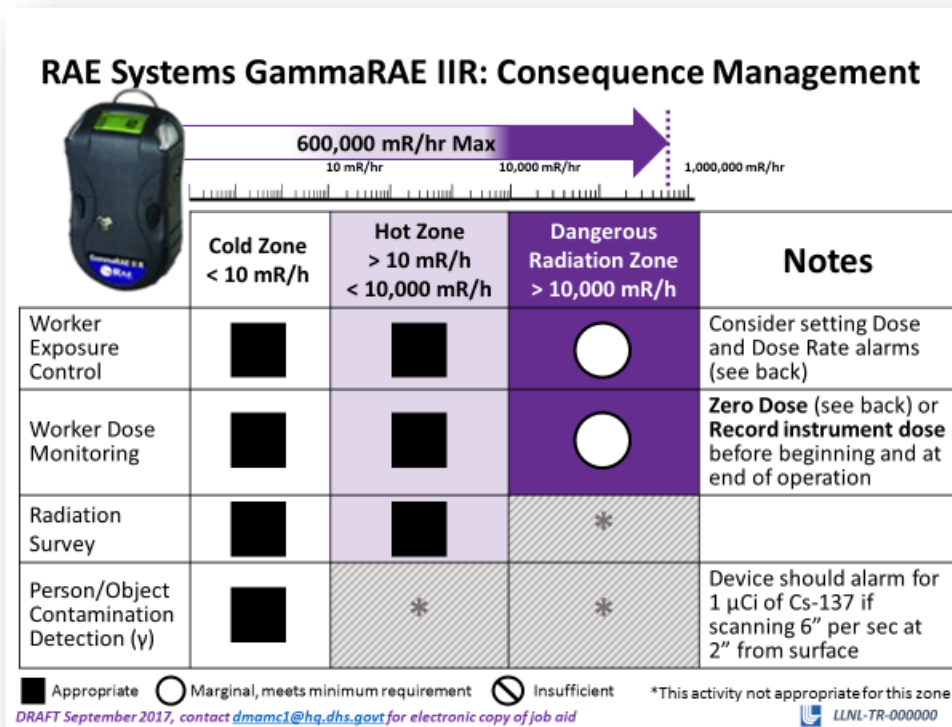 RAE Systems GammaRAE IIR: Consequence Management
600,000 mR/hr Max
10 mR/hr
10,000 mR/hr
1,000,000 mR/hr
GammaRAE II R
RAE
Cold Zone
< 10 mR/h
Hot Zone
> 10 mR/h
< 10,000 mR/h
Dangerous
Radiation Zone
> 10,000 mR/h
Notes
Worker
Exposure
Control
Consider setting Dose
and Dose Rate alarms
(see back)
Worker Dose
Monitoring
Zero Dose (see back) or
Record instrument dose
before beginning and at
end of operation
Radiation
Survey
*
Person/Object
Contamination
Detection (γ)
*
*
Device should alarm for
1 µCi of Cs-137 if
scanning 6” per sec at
2” from surface
Appropriate
Marginal, meets minimum requirement
Insufficient
*This activity not appropriate for this zone
DRAFT September 2017, contact dmamc1@hq.dhs.govt for electronic copy of job aid
LLNL-TR-000000